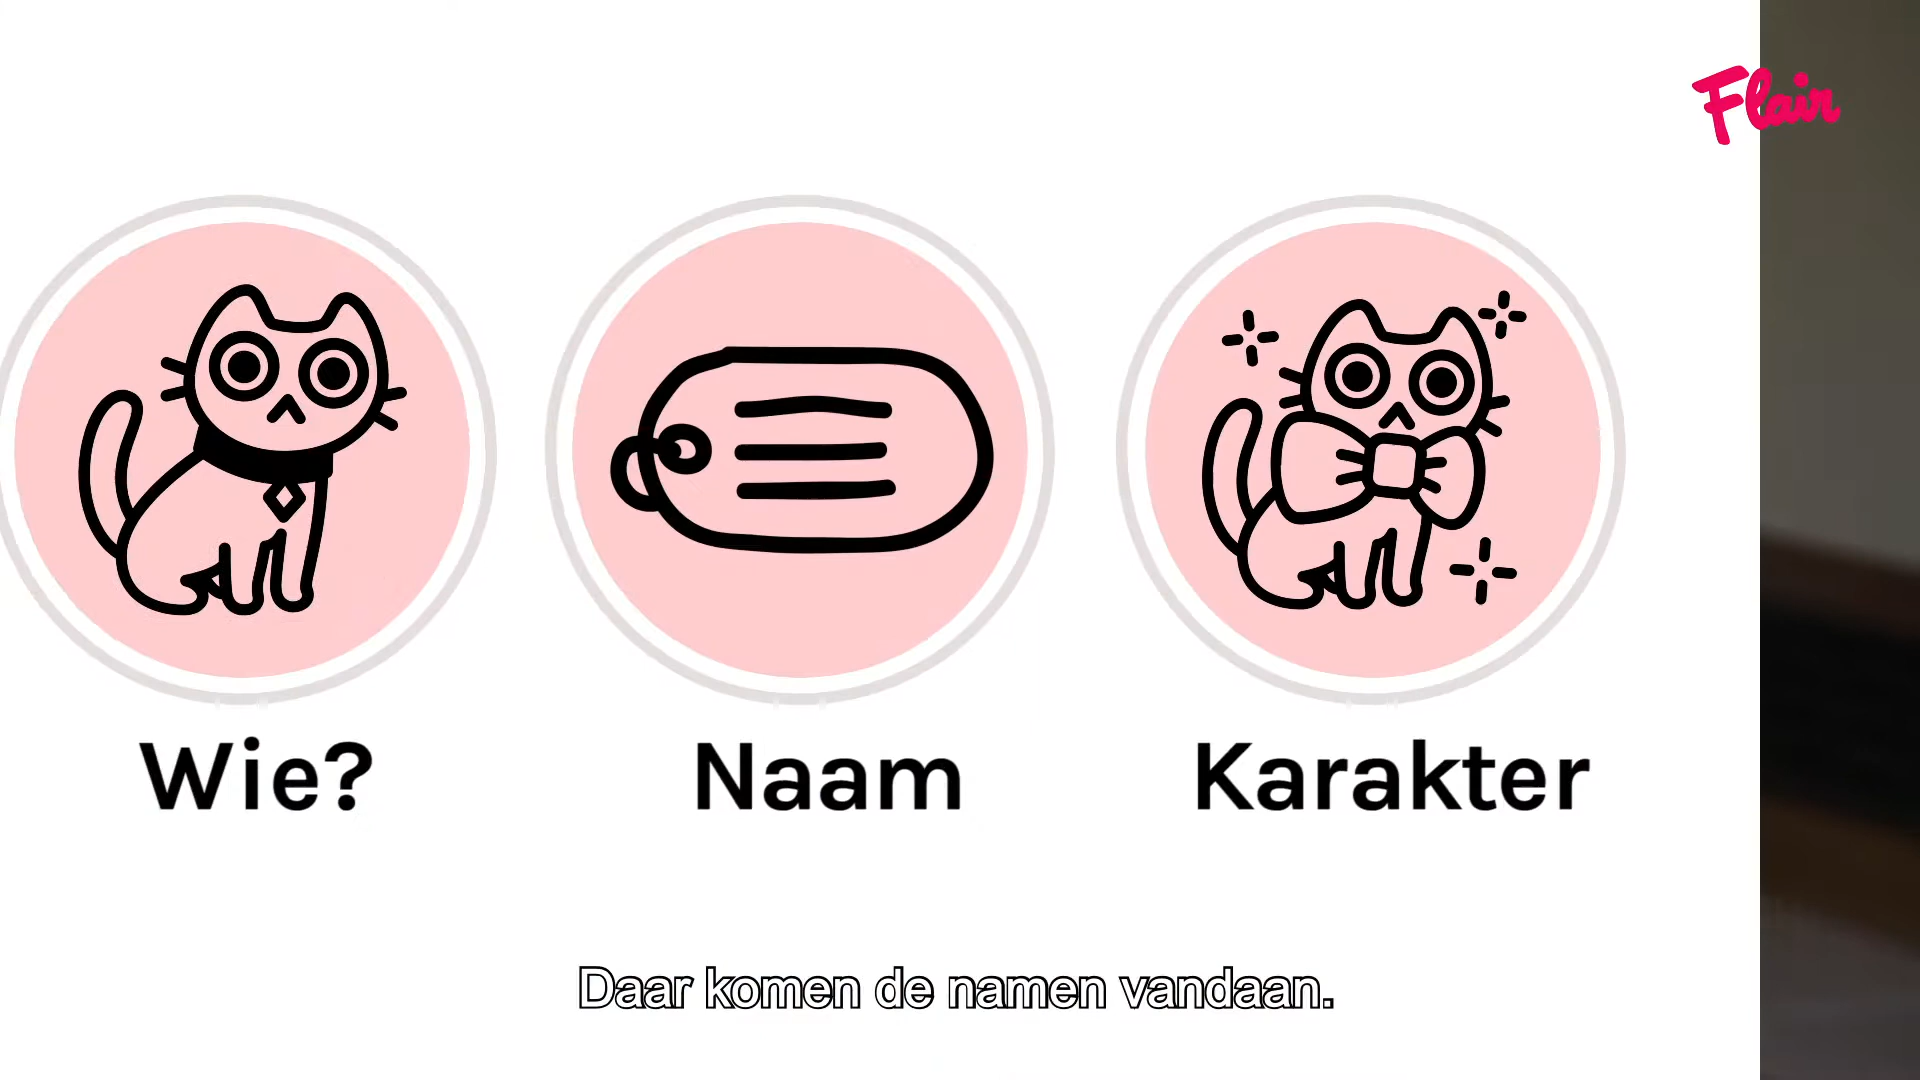 Flair
Wie?
Naam
Karakter
Daar komen de namen vandaan.